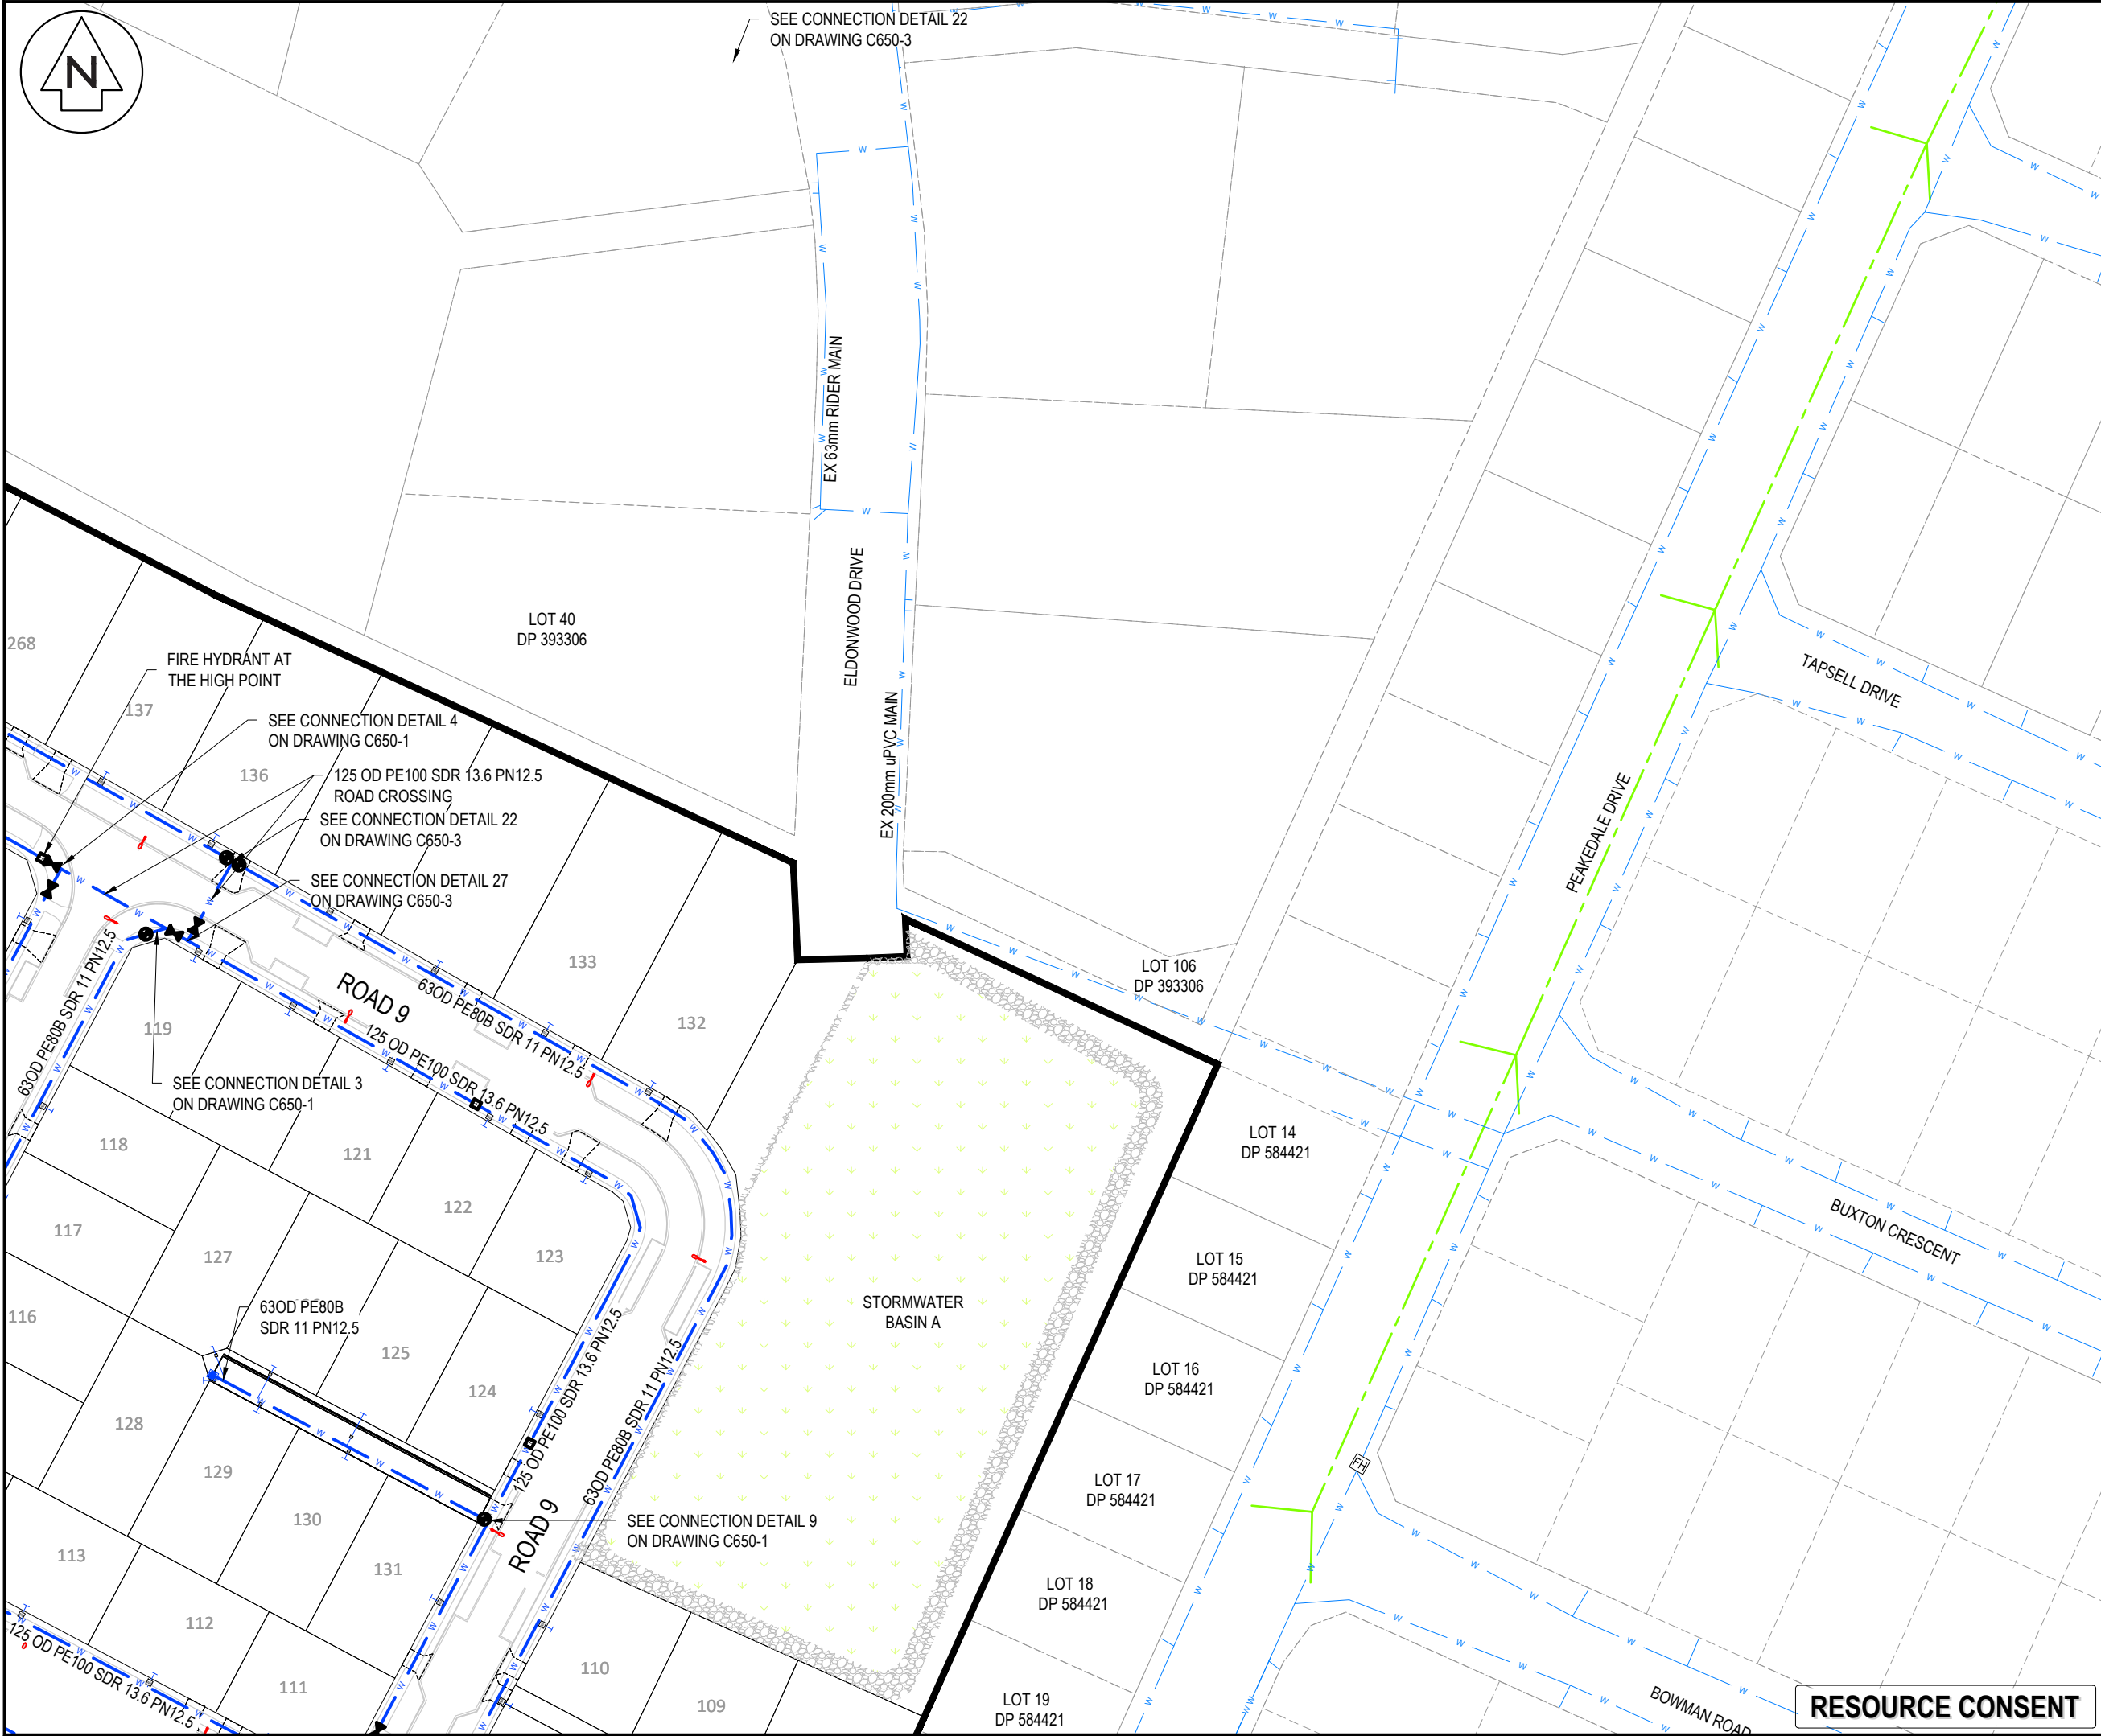 N
SEE CONNECTION DETAIL 22
ON DRAWING C650-3
EX 63mm RIDER MAIN
ELDONWOOD DRIVE
EX 200mm uPVC MAIN
LOT 40
DP 393306
268
FIRE HYDRANT AT
THE HIGH POINT
137
SEE CONNECTION DETAIL 4
ON DRAWING C650-1
136
125 OD PE100 SDR 13.6 PN12.5
ROAD CROSSING
SEE CONNECTION DETAIL 22
ON DRAWING C650-3
SEE CONNECTION DETAIL 27
ON DRAWING C650-3
TAPSELL DRIVE
PEAKEDALE DRIVE
LOT 106
DP 393306
133
132
ROAD 9
63OD PE80B SDR 11 PN12.5
63OD PE80B SDR 11 PN12.5
125 OD PE100 SDR 13.6 PN12.5
119
SEE CONNECTION DETAIL 3
ON DRAWING C650-1
118
121
122
123
117
127
116
63OD PE80B
SDR 11 PN12.5
125
124
128
129
130
131
113
112
111
110
109
125 OD PE100 SDR 13.6 PN12.5
63OD PE80B SDR 11 PN12.5
ROAD 9
SEE CONNECTION DETAIL 9
ON DRAWING C650-1
125 OD PE100 SDR 13.6 PN12.5
STORMWATER
BASIN A
LOT 14
DP 584421
LOT 15
DP 584421
LOT 16
DP 584421
LOT 17
DP 584421
LOT 18
DP 584421
LOT 19
DP 584421
BUXTON CRESCENT
FH
BOWMAN ROAD
RESOURCE CONSENT